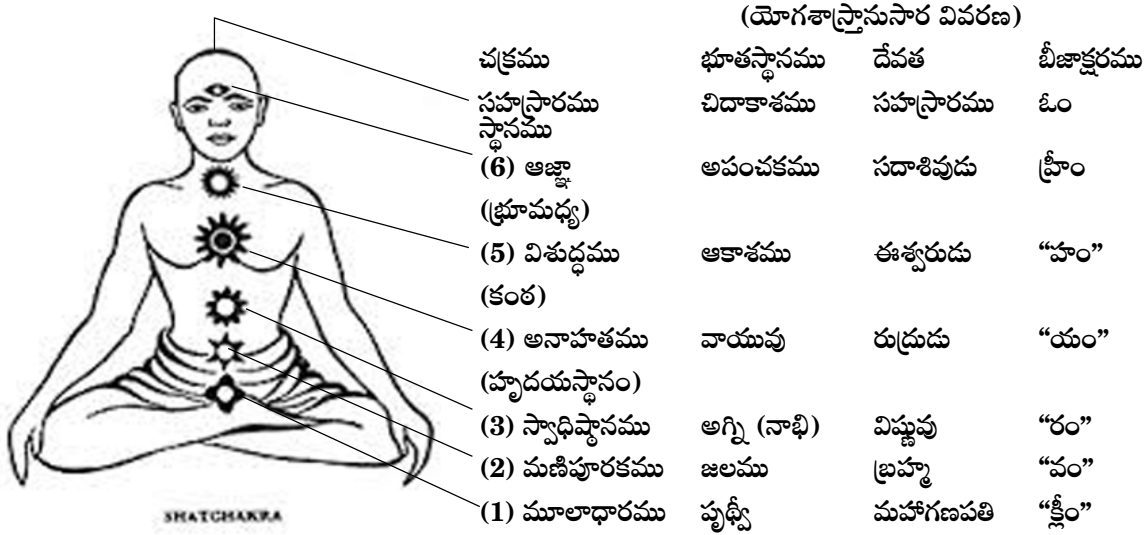 (యోగశాస్త్రానుసార వివరణ)
చక్రము భూతస్థానము దేవత బీజాక్షరము
సహస్రారము చిదాకాశము సహస్రారము ఓం
స్థానము
(6) ఆజ్ఞా అపంచకము సదాశివుడు హ్రీం
(భ్రూమధ్య)
(5) విశుద్ధము ఆకాశము ఈశ్వరుడు “హం”
(కంఠ)
(4) అనాహతము వాయువు రుద్రుడు “యం”
(హృదయస్థానం)
(3) స్వాధిష్ఠానము అగ్ని (నాభి) విష్ణువు “రం”
(2) మణిపూరకము జలము బ్రహ్మ “వం”
(1) మూలాధారము పృథ్వీ మహాగణపతి “క్లీం”
SHATCHAKRA